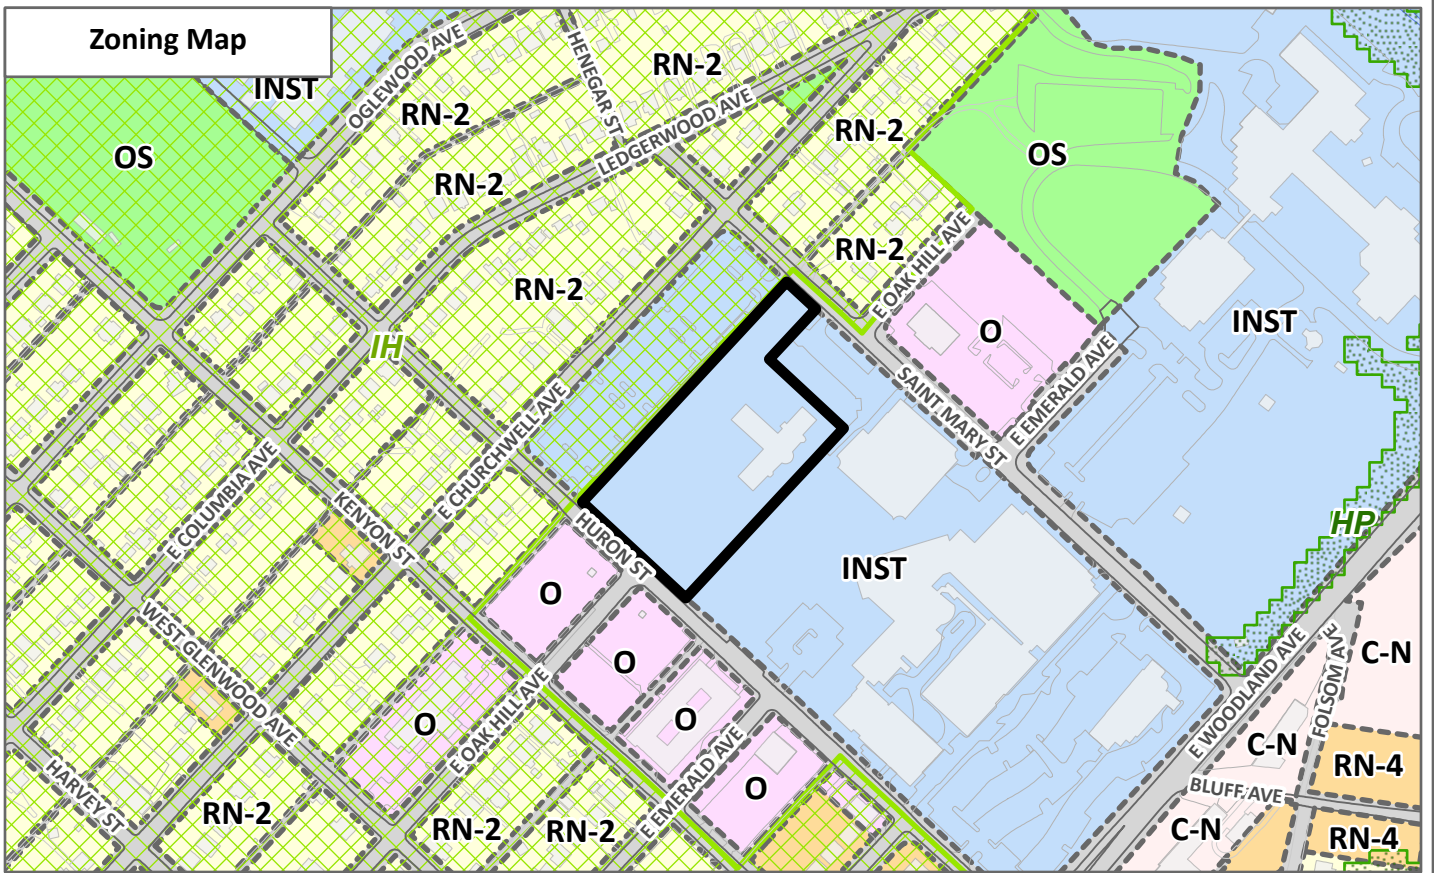 Zoning Map
INST
OGLEWOOD AVE
HENEGAR ST
RN-2
RN-2
LEDGERWOOD AVE
RN-2
OS
OS
RN-2
RN-2
E OAK HILL AVE
RN-2
IH
O
INST
E EMERALD AVE
SAINT MARY ST
E CHURCHWELL AVE
E COLUMBIA AVE
KENYON ST
HURON ST
INST
HP
O
O
O
O
O
WEST GLENWOOD AVE
E OAK HILL AVE
E EMERALD AVE
E WOODLAND AVE
FOLSOM AVE
C-N
C-N
RN-4
BLUFF AVE
C-N
RN-4
HARVEY ST
RN-2
RN-2
RN-2